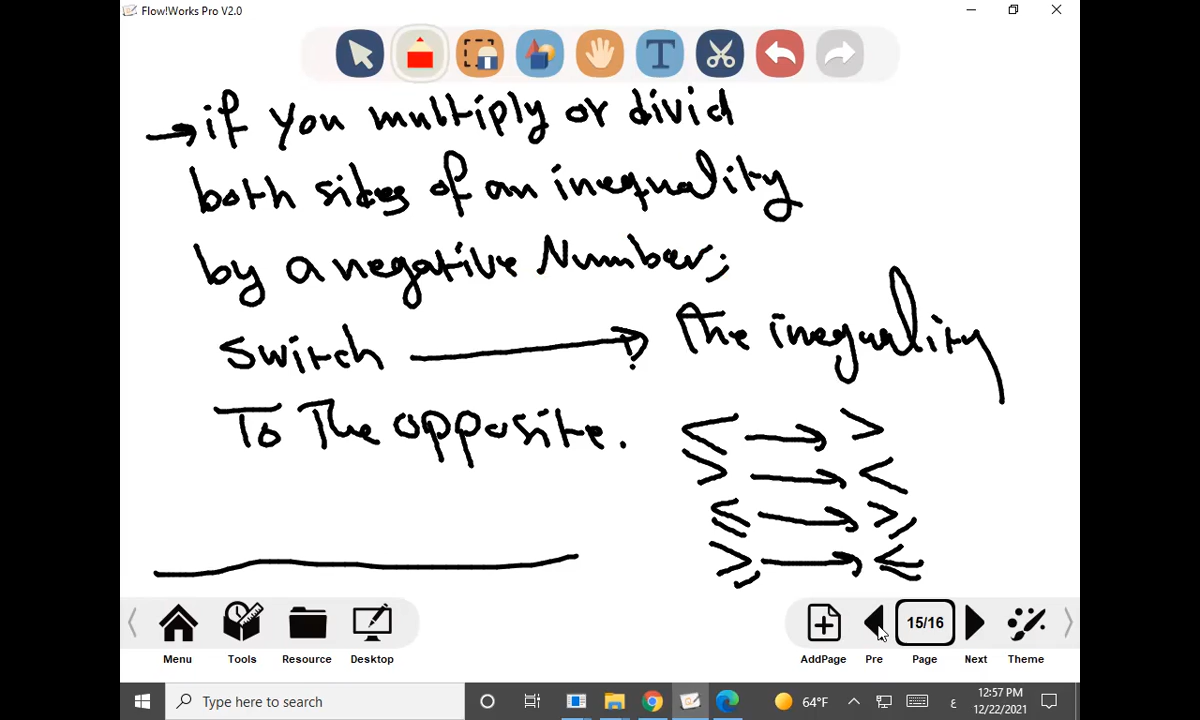 Flow!Works Pro V2.0
→ if you multiply or divid
both sides of an inequality
by a negative Number;
switch → The inequality
To The opposite.
< → >
> → <
≤ → ≥
≥ → ≤
Menu Tools Resource Desktop
AddPage Pre 15/16 Page Next Theme
Type here to search
64°F ع 12:57 PM
12/22/2021